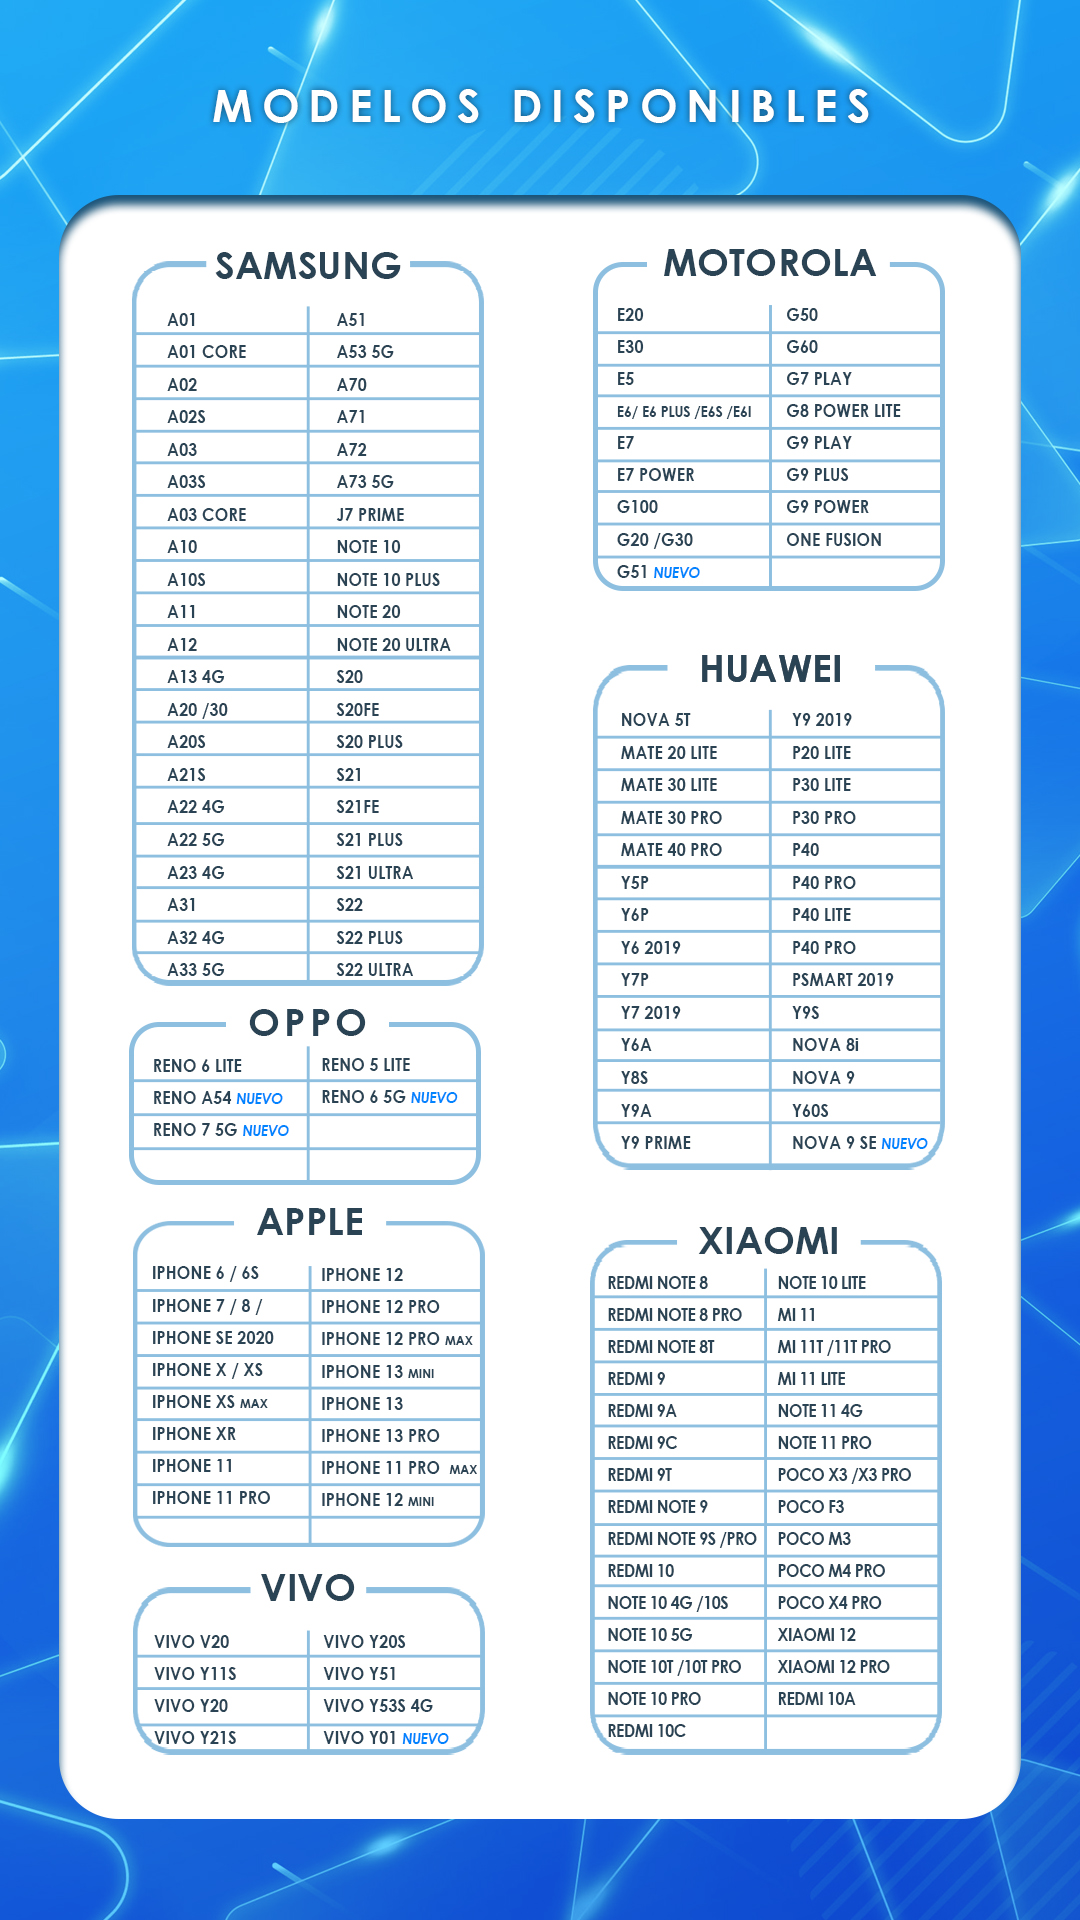 MODELOS DISPONIBLES
SAMSUNG
A01 A51
A01 CORE A53 5G
A02 A70
A02S A71
A03 A72
A03S A73 5G
A03 CORE J7 PRIME
A10 NOTE 10
A10S NOTE 10 PLUS
A11 NOTE 20
A12 NOTE 20 ULTRA
A13 4G S20
A20 /30 S20FE
A20S S20 PLUS
A21S S21
A22 4G S21FE
A22 5G S21 PLUS
A23 4G S21 ULTRA
A31 S22
A32 4G S22 PLUS
A33 5G S22 ULTRA
OPPO
RENO 6 LITE RENO 5 LITE
RENO A54 NUEVO RENO 6 5G NUEVO
RENO 7 5G NUEVO
APPLE
IPHONE 6 / 6S IPHONE 12
IPHONE 7 / 8 / IPHONE 12 PRO
IPHONE SE 2020 IPHONE 12 PRO MAX
IPHONE X / XS IPHONE 13 MINI
IPHONE XS MAX IPHONE 13
IPHONE XR IPHONE 13 PRO
IPHONE 11 IPHONE 11 PRO MAX
IPHONE 11 PRO IPHONE 12 MINI
VIVO
VIVO V20 VIVO Y20S
VIVO Y11S VIVO Y51
VIVO Y20 VIVO Y53S 4G
VIVO Y21S VIVO Y01 NUEVO
MOTOROLA
E20 G50
E30 G60
E5 G7 PLAY
E6/ E6 PLUS /E6S /E6I G8 POWER LITE
E7 G9 PLAY
E7 POWER G9 PLUS
G100 G9 POWER
G20 /G30 ONE FUSION
G51 NUEVO
HUAWEI
NOVA 5T Y9 2019
MATE 20 LITE P20 LITE
MATE 30 LITE P30 LITE
MATE 30 PRO P30 PRO
MATE 40 PRO P40
Y5P P40 PRO
Y6P P40 LITE
Y6 2019 P40 PRO
Y7P PSMART 2019
Y7 2019 Y9S
Y6A NOVA 8i
Y8S NOVA 9
Y9A Y60S
Y9 PRIME NOVA 9 SE NUEVO
XIAOMI
REDMI NOTE 8 NOTE 10 LITE
REDMI NOTE 8 PRO MI 11
REDMI NOTE 8T MI 11T /11T PRO
REDMI 9 MI 11 LITE
REDMI 9A NOTE 11 4G
REDMI 9C NOTE 11 PRO
REDMI 9T POCO X3 /X3 PRO
REDMI NOTE 9 POCO F3
REDMI NOTE 9S /PRO POCO M3
REDMI 10 POCO M4 PRO
NOTE 10 4G /10S POCO X4 PRO
NOTE 10 5G XIAOMI 12
NOTE 10T /10T PRO XIAOMI 12 PRO
NOTE 10 PRO REDMI 10A
REDMI 10C